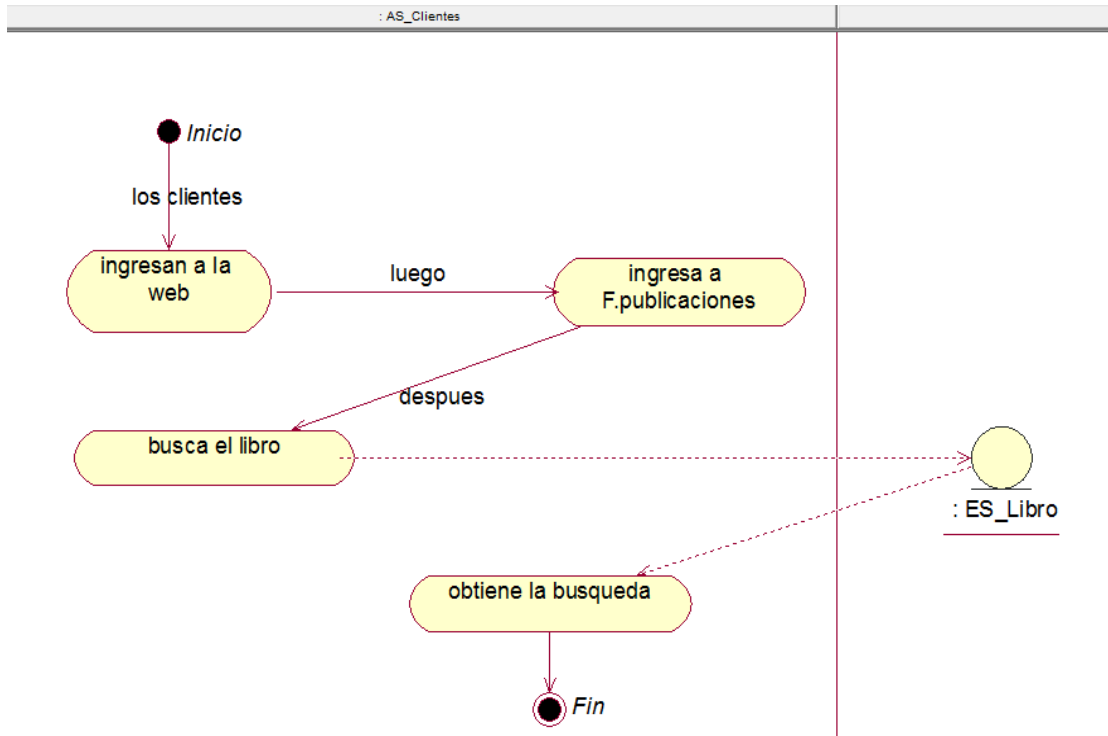 : AS_Clientes
Inicio
los clientes
ingresan a la
web
luego
ingresa a
F.publicaciones
despues
busca el libro
: ES_Libro
obtiene la busqueda
Fin